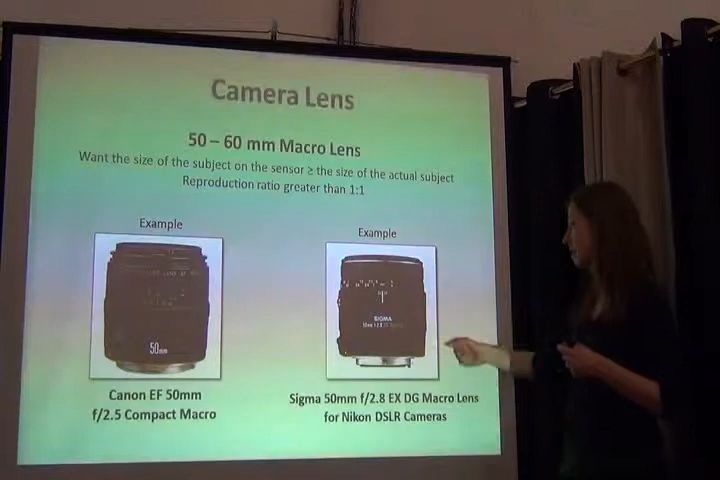 Camera Lens
50 – 60 mm Macro Lens
Want the size of the subject on the sensor ≥ the size of the actual subject
Reproduction ratio greater than 1:1
Example
Example
50mm
SIGMA
Canon EF 50mm
f/2.5 Compact Macro
Sigma 50mm f/2.8 EX DG Macro Lens
for Nikon DSLR Cameras